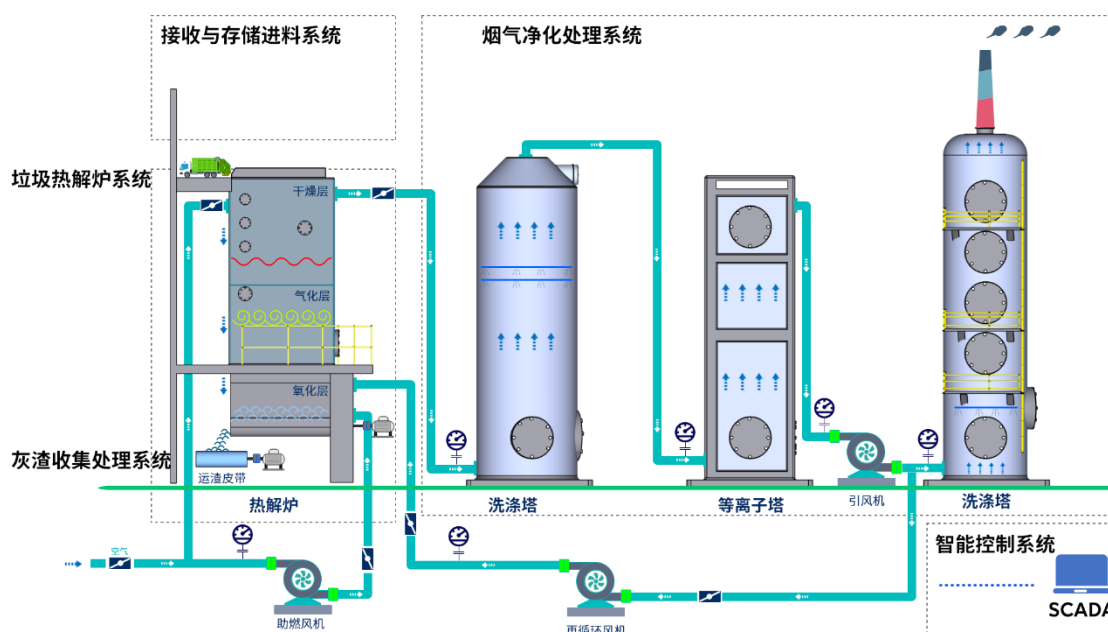 接收与存储进料系统
烟气净化处理系统
垃圾热解炉系统
干燥层
气化层
氧化层
灰渣收集处理系统
运渣皮带
热解炉
洗涤塔
等离子塔
引风机
洗涤塔
空气
助燃风机
再循环风机
智能控制系统
SCADA